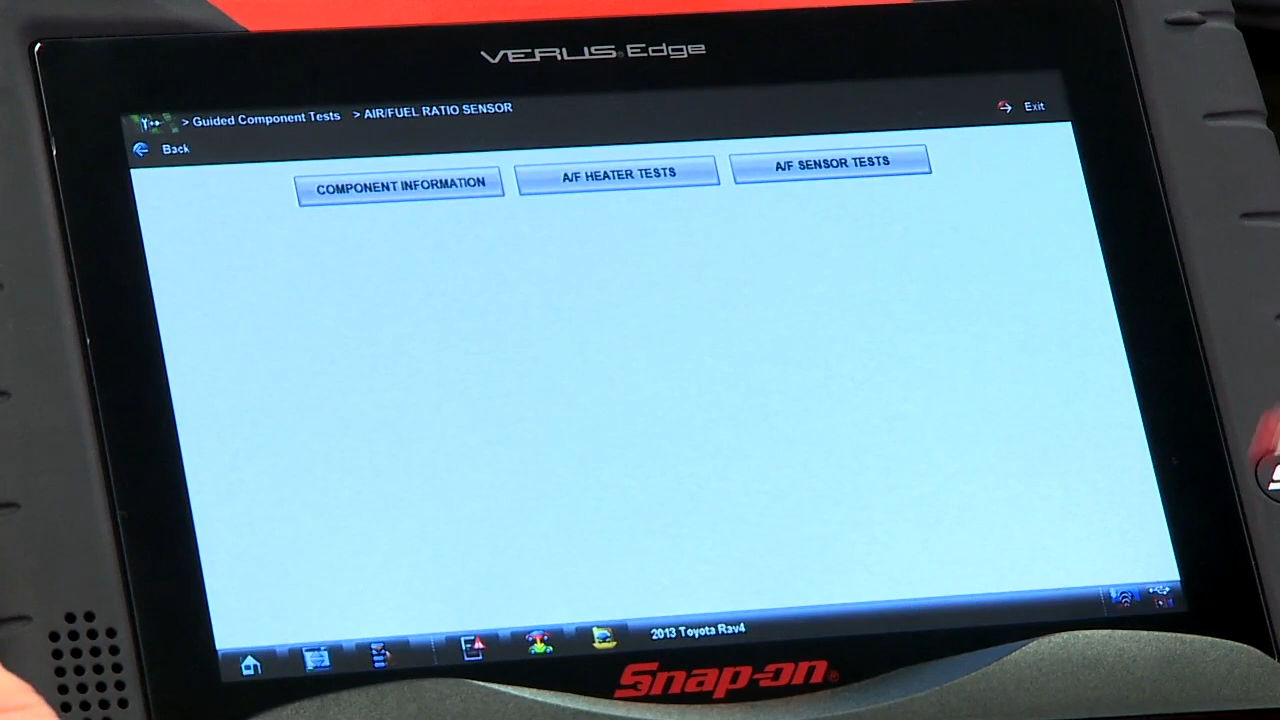 VERUS® Edge
> Guided Component Tests > AIR/FUEL RATIO SENSOR
Exit
Back
COMPONENT INFORMATION
A/F HEATER TESTS
A/F SENSOR TESTS
2013 Toyota Rav4
Snap-on®